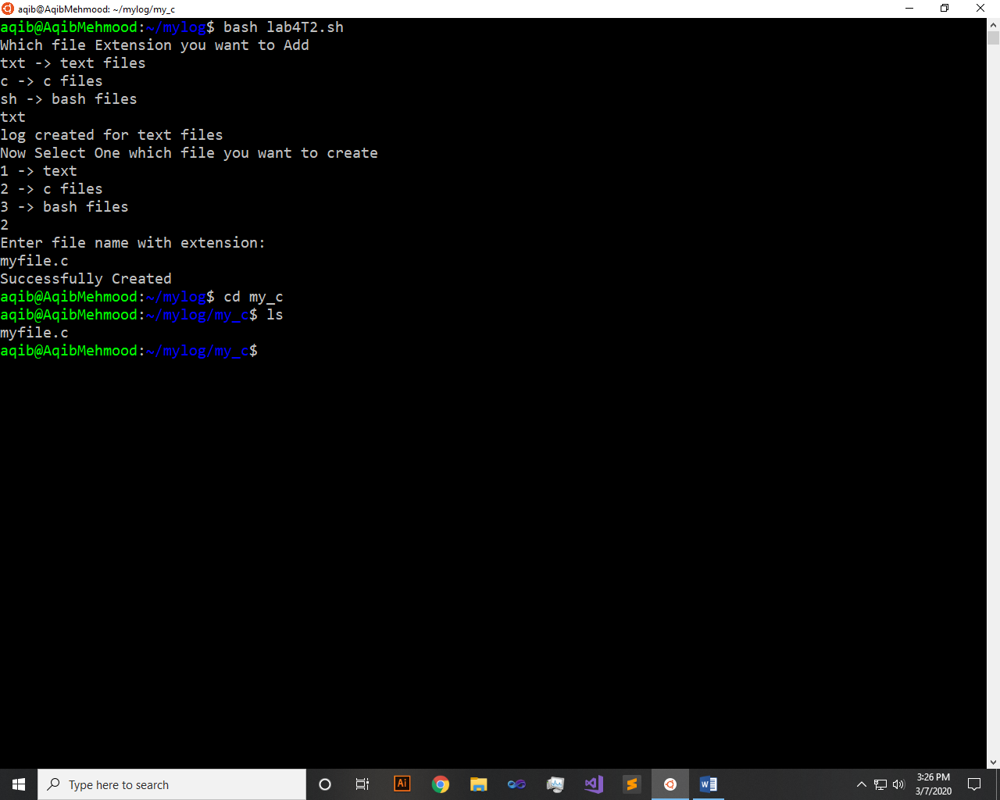 aqib@AqibMehmood: ~/mylog/my_c
aqib@AqibMehmood:~/mylog$ bash lab4T2.sh
Which file Extension you want to Add
txt -> text files
c -> c files
sh -> bash files
txt
log created for text files
Now Select One which file you want to create
1 -> text
2 -> c files
3 -> bash files
2
Enter file name with extension:
myfile.c
Successfully Created
aqib@AqibMehmood:~/mylog$ cd my_c
aqib@AqibMehmood:~/mylog/my_c$ ls
myfile.c
aqib@AqibMehmood:~/mylog/my_c$
Type here to search
Ai
3:26 PM
3/7/2020